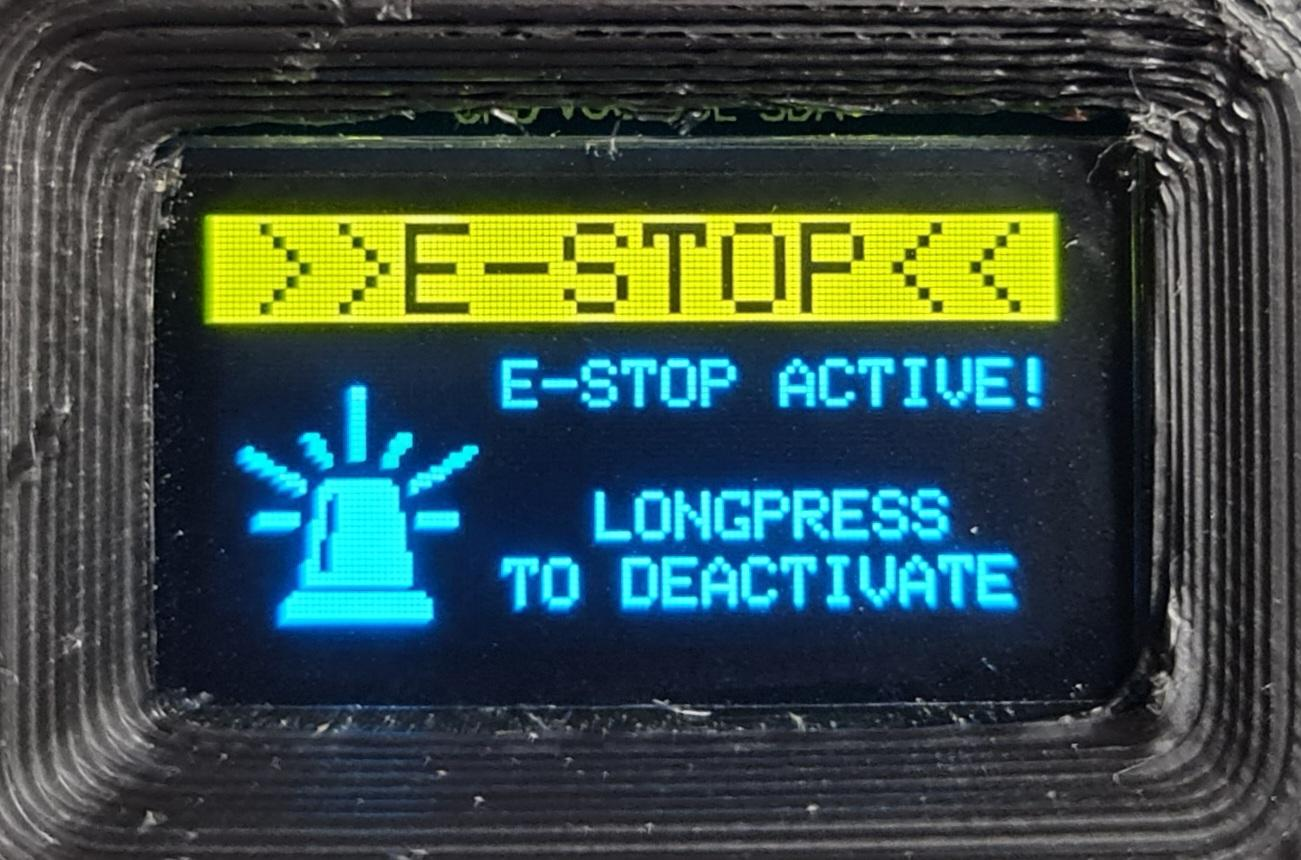 >>E-STOP<<
E-STOP ACTIVE!
LONGPRESS
TO DEACTIVATE